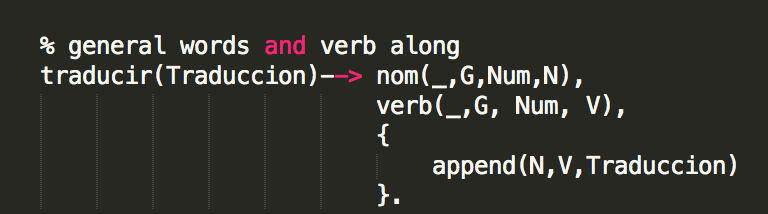 % general words and verb along
traducir(Traduccion)--> nom(_,G,Num,N),
verb(_,G, Num, V),
{
append(N,V,Traduccion)
}.